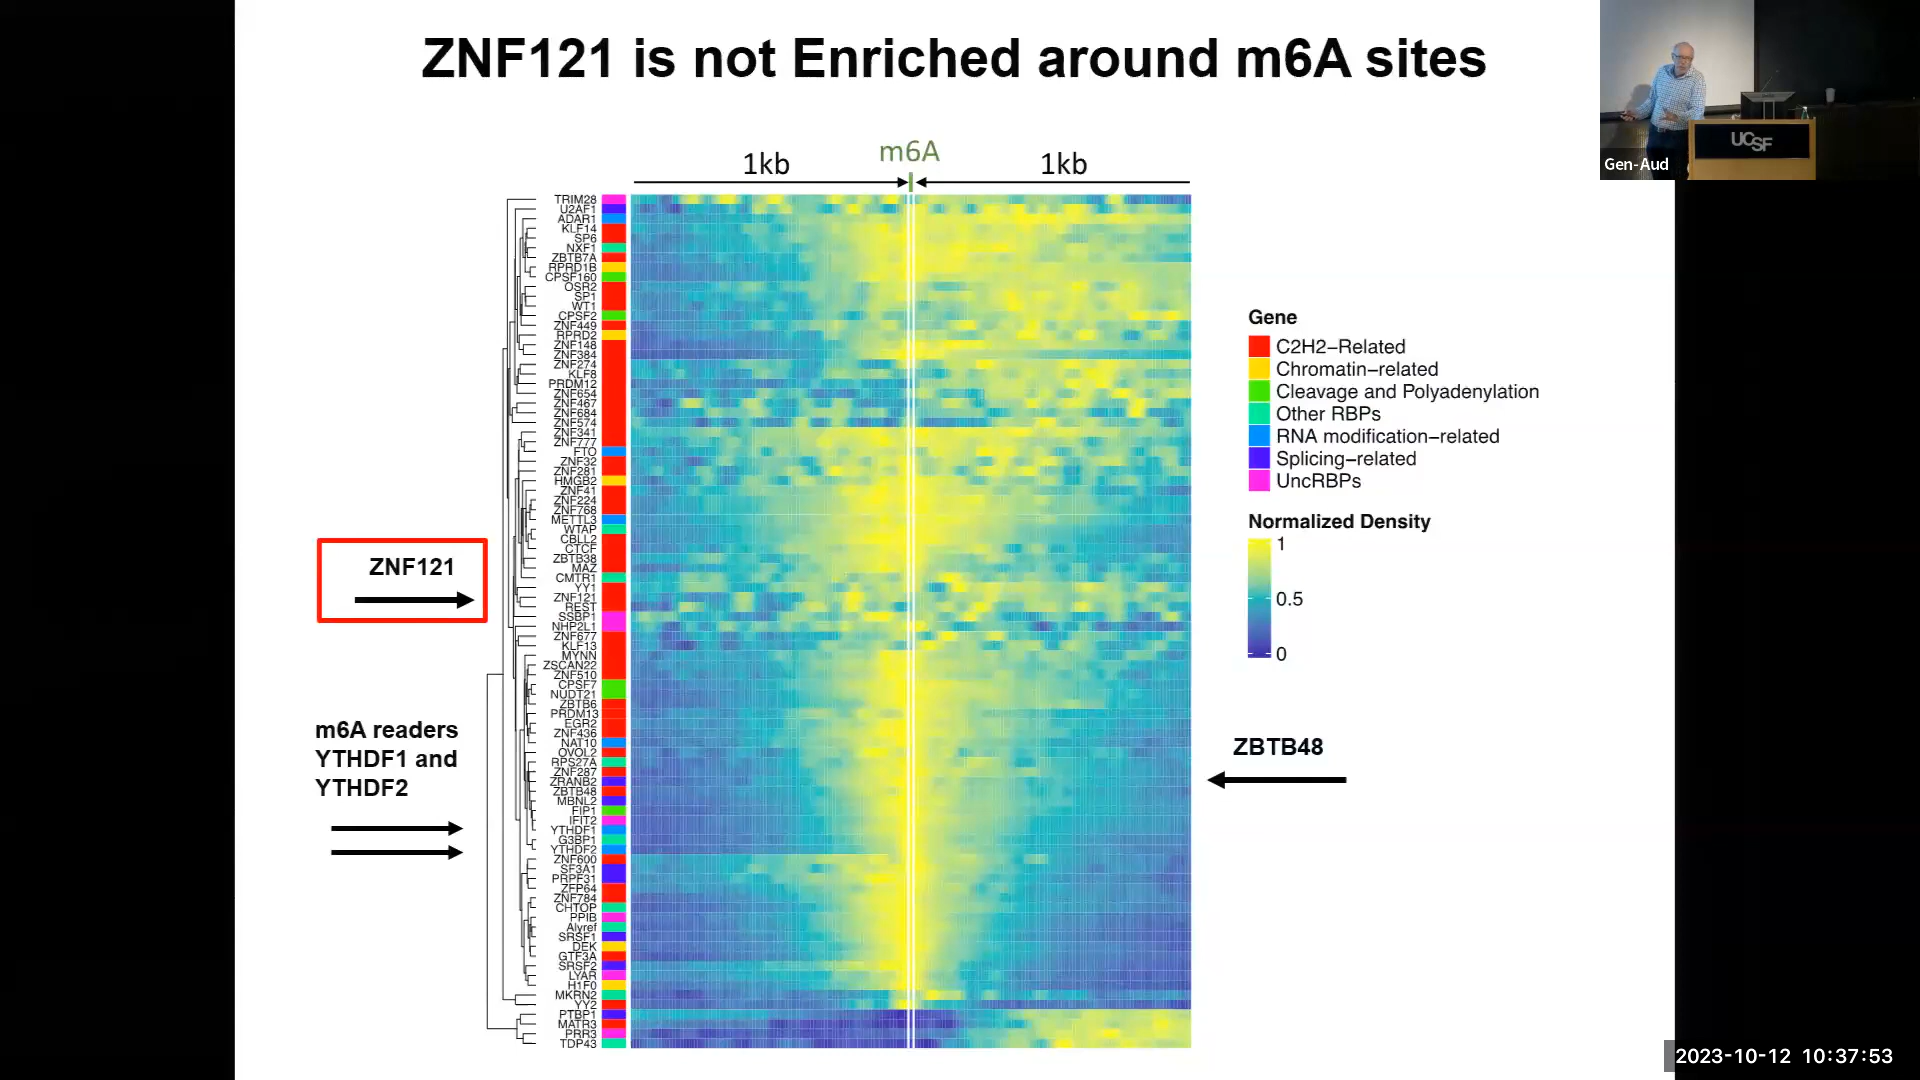 ZNF121 is not Enriched around m6A sites
UCSF
Gen-Aud
1kb
m6A
1kb
TRIM28
U2AF1
ADAR1
KLF14
SP6
NXF1
ZBTB7A
RPRD1B
CPSF160
OSR2
SP1
WT1
CPSF2
ZNF449
RPRD2
ZNF148
ZNF384
ZNF274
KLF8
PRDM12
ZNF654
ZNF467
ZNF684
ZNF574
ZNF341
ZNF777
FTO
ZNF32
ZNF281
HMGB2
ZNF41
ZNF224
ZNF768
METTL3
WTAP
CBLL2
CTCF
ZBTB38
MAZ
CMTR1
YY1
ZNF121
REST
SSBP1
NHP2L1
ZNF677
KLF13
MYNN
ZSCAN22
ZNF510
CPSF7
NUDT21
ZBTB6
PRDM13
EGR2
ZNF436
NAT10
OVOL2
RPS27A
ZNF287
ZRANB2
ZBTB48
MBNL2
FIP1
IFIT2
YTHDF1
G3BP1
YTHDF2
ZNF600
SF3A1
PRPF31
ZFP64
ZNF784
CHTOP
PPIB
Alyref
SRSF1
DEK
GTF3A
SRSF2
LYAR
H1F0
MKRN2
YY2
PTBP1
MATR3
PRR3
TDP43
ZNF121
m6A readers
YTHDF1 and
YTHDF2
Gene
C2H2−Related
Chromatin−related
Cleavage and Polyadenylation
Other RBPs
RNA modification−related
Splicing−related
UncRBPs
Normalized Density
1
0.5
0
ZBTB48
2023-10-12 10:37:53